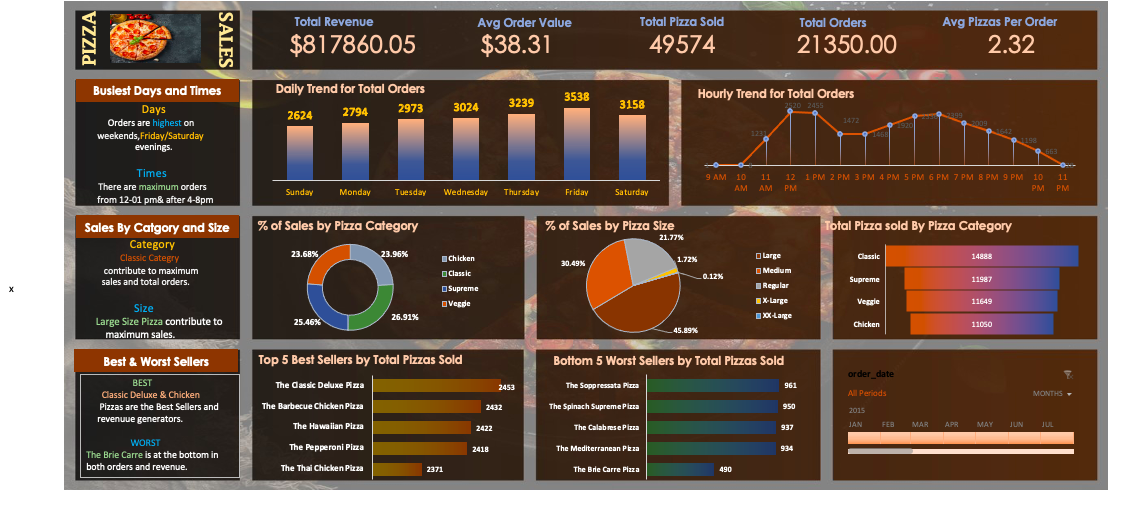 PIZZA
SALES
Total Revenue
$817860.05
Avg Order Value
$38.31
Total Pizza Sold
49574
Total Orders
21350.00
Avg Pizzas Per Order
2.32
Busiest Days and Times
Days
Orders are highest on
weekends,Friday/Saturday
evenings.
Times
There are maximum orders
from 12-01 pm& after 4-8pm
Daily Trend for Total Orders
2624
2794
2973
3024
3239
3538
3158
Sunday
Monday
Tuesday
Wednesday
Thursday
Friday
Saturday
Hourly Trend for Total Orders
1231
2520
2455
1472
1468
1920
2009
1642
1198
663
9 AM
10 AM
11 AM
12 PM
1 PM
2 PM
3 PM
4 PM
5 PM
6 PM
7 PM
8 PM
9 PM
10 PM
11 PM
Sales By Catgory and Size
Category
Classic Categry
contribute to maximum
sales and total orders.
Size
Large Size Pizza contribute to
maximum sales.
% of Sales by Pizza Category
23.68%
23.96%
25.46%
26.91%
Chicken
Classic
Supreme
Veggie
% of Sales by Pizza Size
21.77%
1.72%
0.12%
30.49%
45.89%
Large
Medium
Regular
X-Large
XX-Large
Total Pizza sold By Pizza Category
Classic 14888
Supreme 11987
Veggie 11649
Chicken 11050
x
Best & Worst Sellers
BEST
Classic Deluxe & Chicken
Pizzas are the Best Sellers and
revenuue generators.
WORST
The Brie Carre is at the bottom in
both orders and revenue.
Top 5 Best Sellers by Total Pizzas Sold
The Classic Deluxe Pizza 2453
The Barbecue Chicken Pizza 2432
The Hawaiian Pizza 2422
The Pepperoni Pizza 2418
The Thai Chicken Pizza 2371
Bottom 5 Worst Sellers by Total Pizzas Sold
The Soppressata Pizza 961
The Spinach Supreme Pizza 950
The Calabrese Pizza 937
The Mediterranean Pizza 934
The Brie Carre Pizza 490
order_date
All Periods
MONTHS
2015
JAN FEB MAR APR MAY JUN JUL